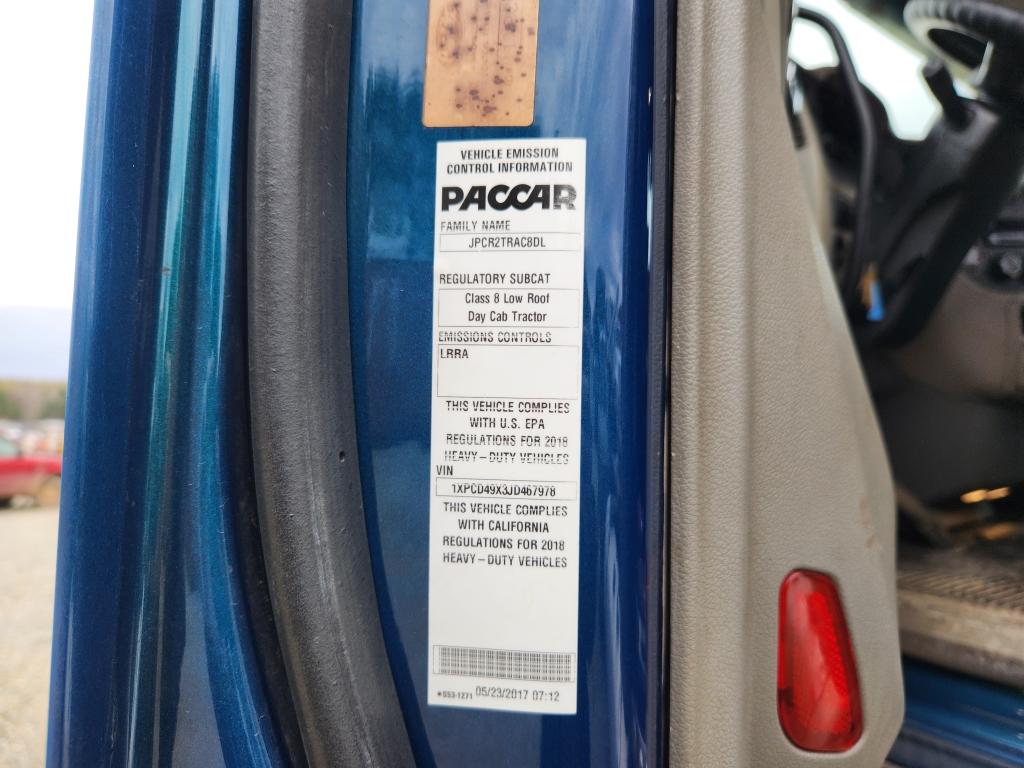 VEHICLE EMISSION
CONTROL INFORMATION
PACCAR
FAMILY NAME
JPCR2TRAC8DL
REGULATORY SUBCAT
Class 8 Low Roof
Day Cab Tractor
EMISSIONS CONTROLS
LRRA
THIS VEHICLE COMPLIES
WITH U.S. EPA
REGULATIONS FOR 2018
HEAVY-DUTY VEHICLES
VIN
1XPCD49X3JD467978
THIS VEHICLE COMPLIES
WITH CALIFORNIA
REGULATIONS FOR 2018
HEAVY-DUTY VEHICLES
*S53-1271 05/23/2017 07:12